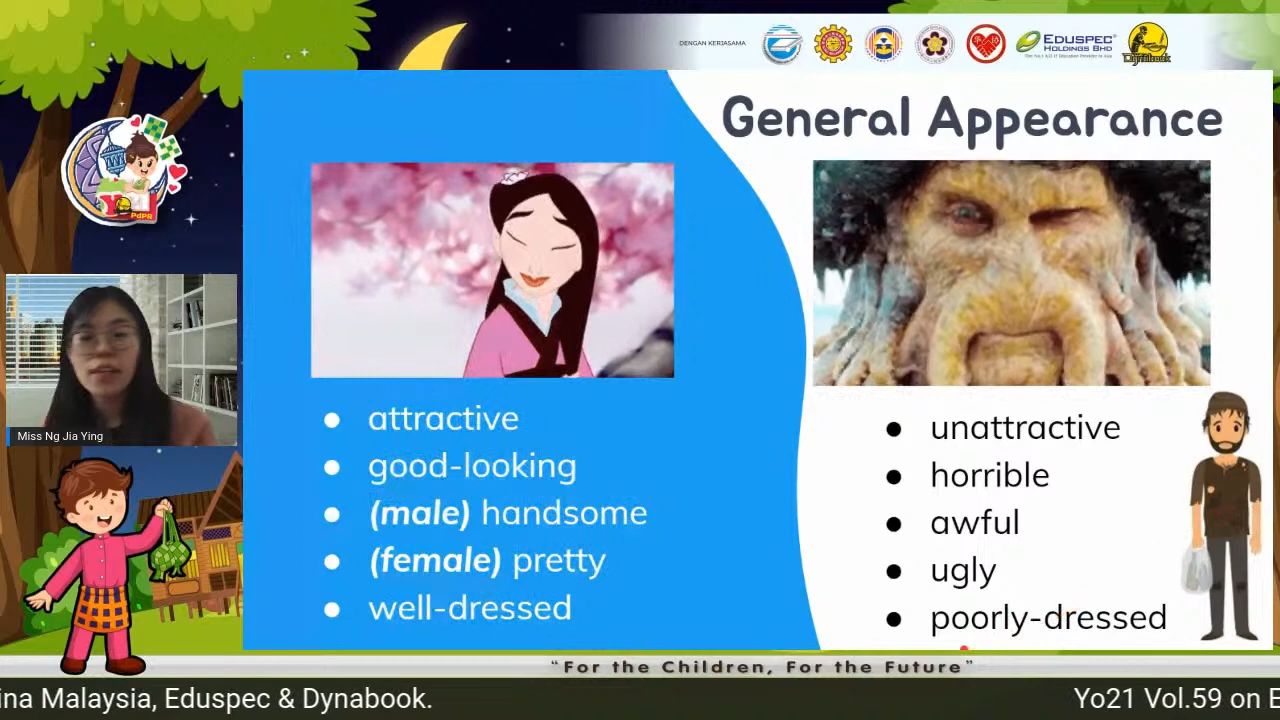 DENGAN KERJASAMA
EDUSPEC
HOLDINGS BHD
Dynabook
General Appearance
PdPR
Miss Ng Jia Ying
attractive
good-looking
(male) handsome
(female) pretty
well-dressed
unattractive
horrible
awful
ugly
poorly-dressed
“For the Children, For the Future”
ina Malaysia, Eduspec & Dynabook.
Yo21 Vol.59 on E